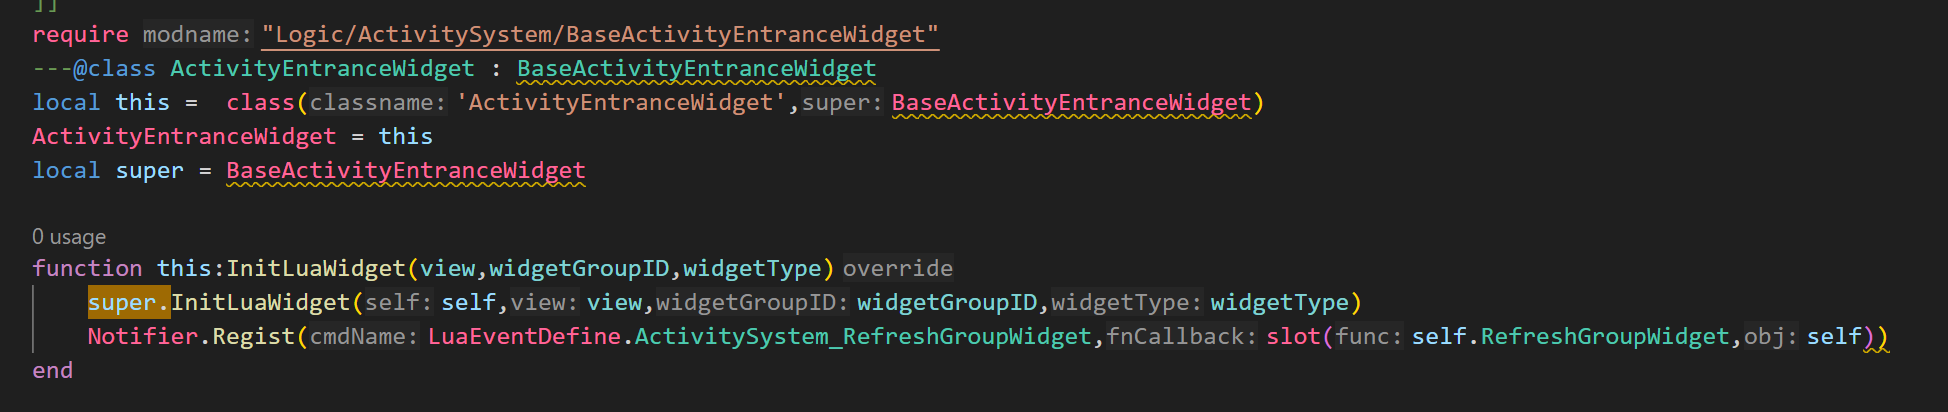 ]]
require modname: "Logic/ActivitySystem/BaseActivityEntranceWidget"
---@class ActivityEntranceWidget : BaseActivityEntranceWidget
local this =  class(classname: 'ActivityEntranceWidget',super: BaseActivityEntranceWidget)
ActivityEntranceWidget = this
local super = BaseActivityEntranceWidget
0 usage
function this:InitLuaWidget(view,widgetGroupID,widgetType) override
    super.InitLuaWidget(self: self,view: view,widgetGroupID: widgetGroupID,widgetType: widgetType)
    Notifier.Regist(cmdName: LuaEventDefine.ActivitySystem_RefreshGroupWidget,fnCallback: slot(func: self.RefreshGroupWidget,obj: self))
end